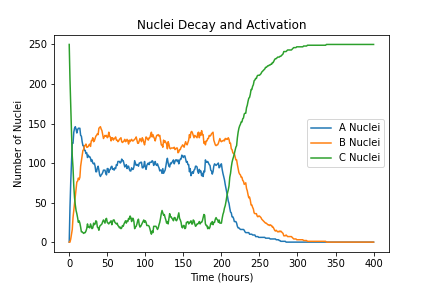 Nuclei Decay and Activation
Number of Nuclei
250
200
150
100
50
0
A Nuclei
B Nuclei
C Nuclei
0 50 100 150 200 250 300 350 400
Time (hours)